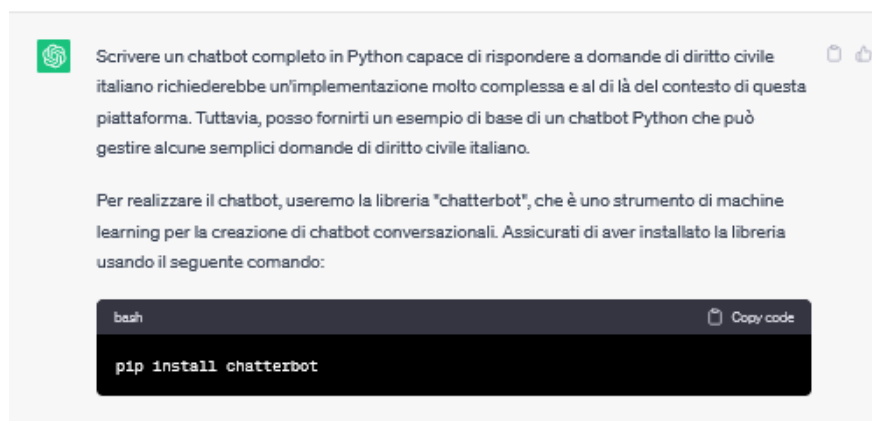 Scrivere un chatbot completo in Python capace di rispondere a domande di diritto civile
italiano richiederebbe un'implementazione molto complessa e al di là del contesto di questa
piattaforma. Tuttavia, posso fornirti un esempio di base di un chatbot Python che può
gestire alcune semplici domande di diritto civile italiano.
Per realizzare il chatbot, useremo la libreria "chatterbot", che è uno strumento di machine
learning per la creazione di chatbot conversazionali. Assicurati di aver installato la libreria
usando il seguente comando:
bash Copy code
pip install chatterbot